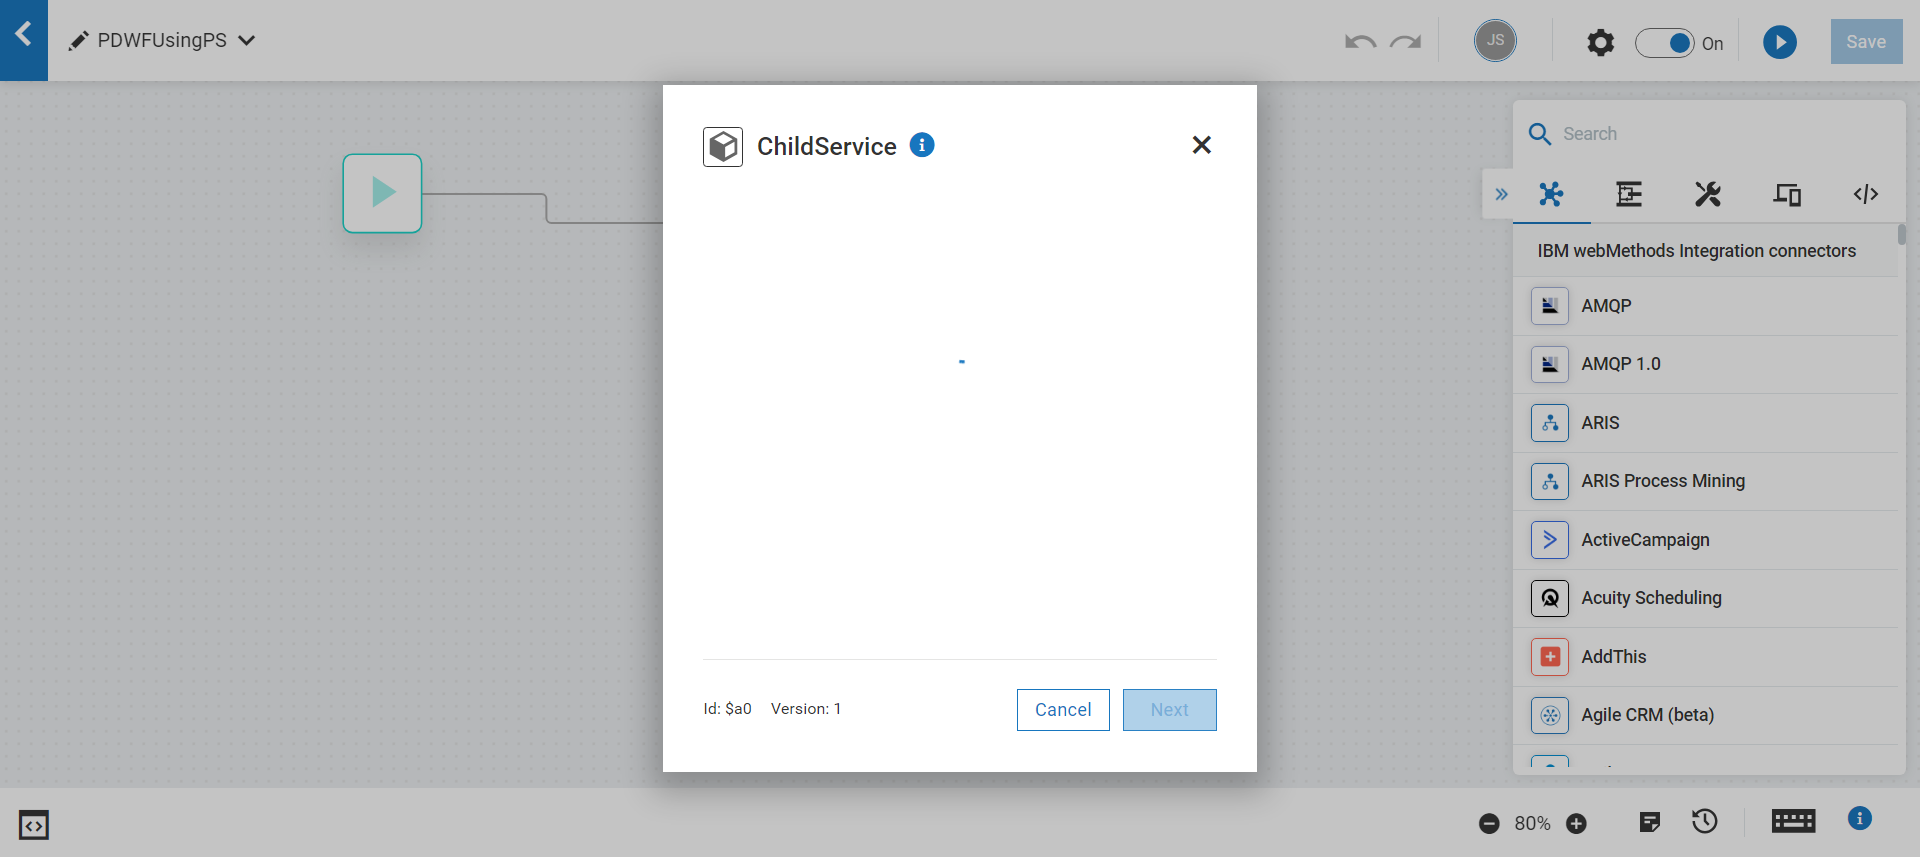 PDWFUsingPS
JS
On
Save
ChildService
Search
IBM webMethods Integration connectors
AMQP
AMQP 1.0
ARIS
ARIS Process Mining
ActiveCampaign
Acuity Scheduling
AddThis
Agile CRM (beta)
Id: $a0 Version: 1
Cancel
Next
80%